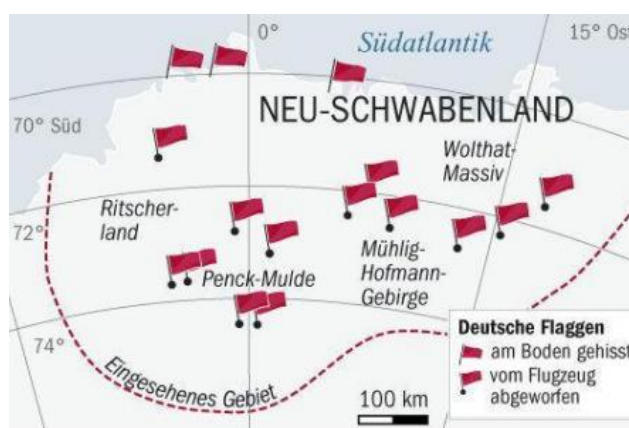 0°
Südatlantik
15° Ost
70° Süd
NEU-SCHWABENLAND
Wolthat-
Massiv
Ritscher-
land
72°
Mühlig-
Hofmann-
Gebirge
Penck-Mulde
74°
Eingesehenes Gebiet
100 km
Deutsche Flaggen
am Boden gehisst
vom Flugzeug
abgeworfen